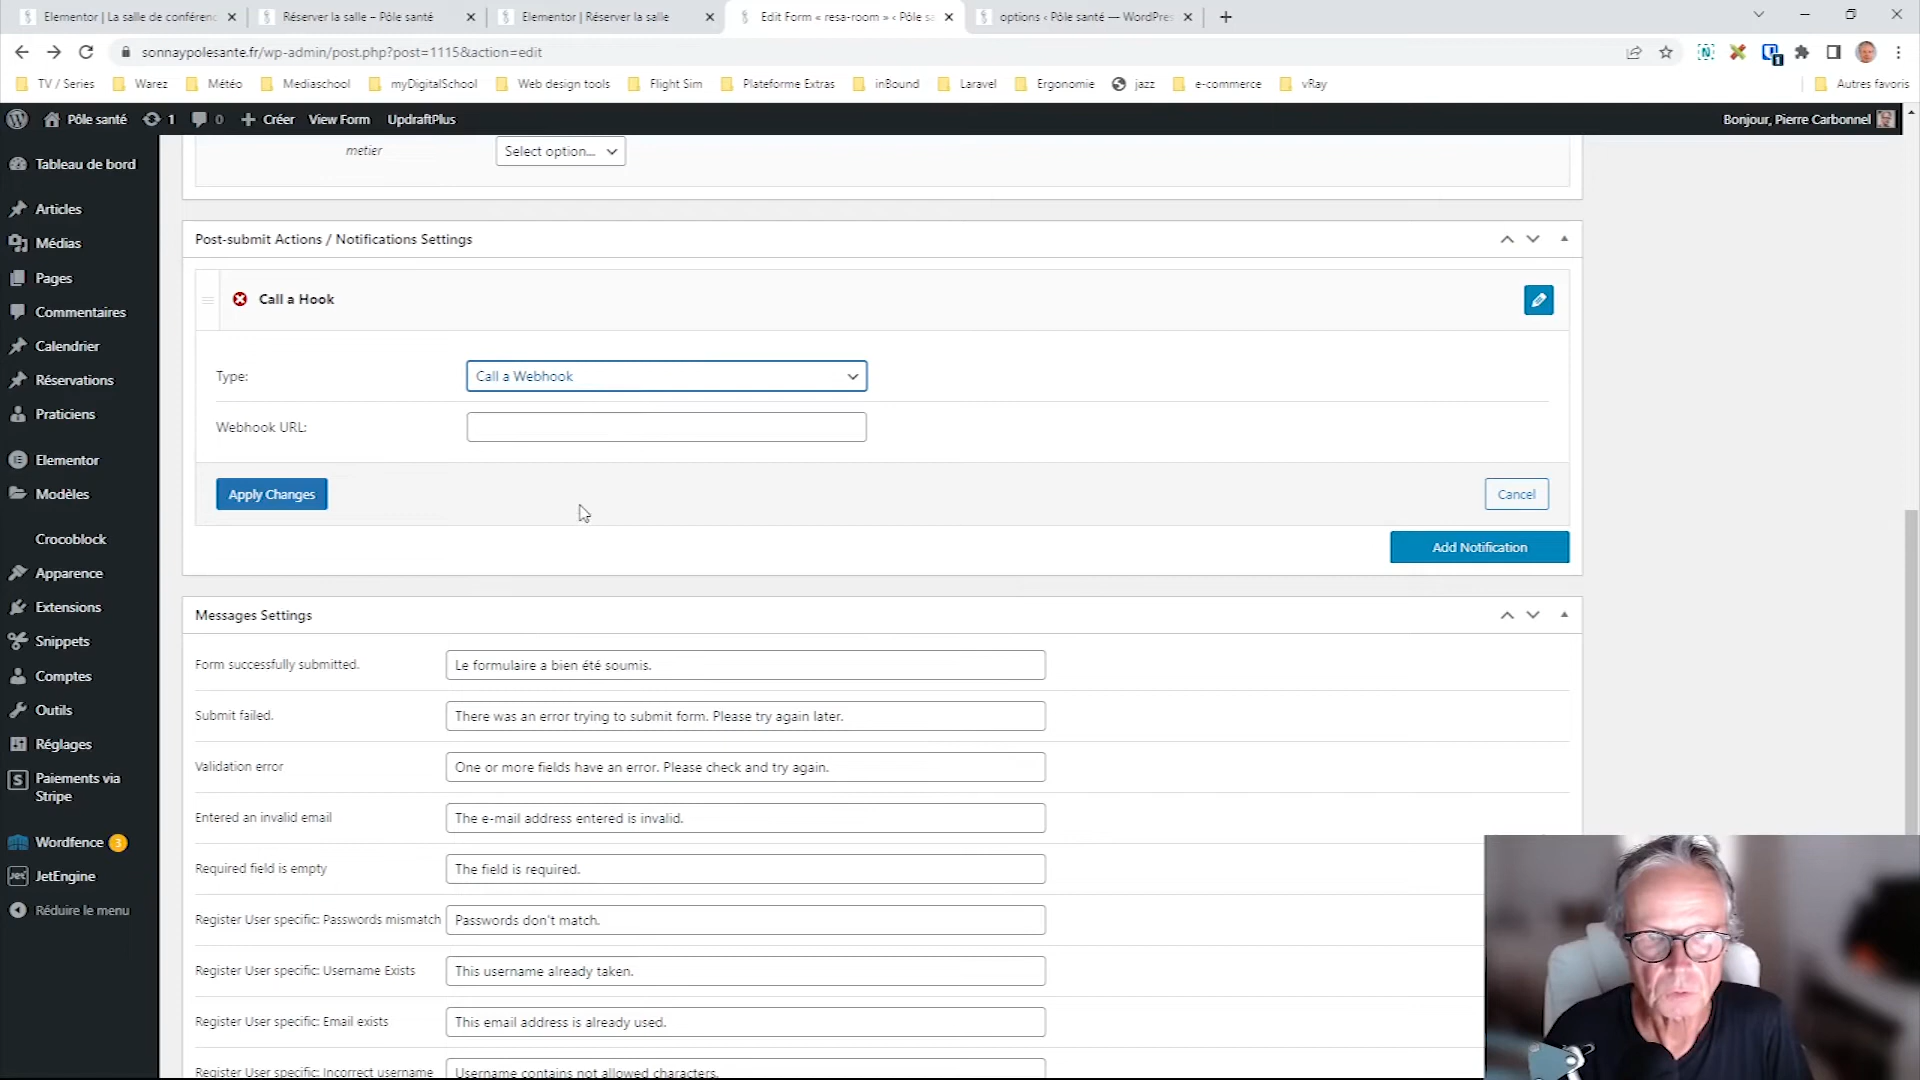 Elementor | La salle de conféren
Réserver la salle – Pôle santé
Elementor | Réserver la salle
Edit Form « resa-room » ‹ Pôle sa
options ‹ Pôle santé — WordPres
sonnaypolesante.fr/wp-admin/post.php?post=1115&action=edit
TV / Series
Warez
Météo
Mediaschool
myDigitalSchool
Web design tools
Flight Sim
Plateforme Extras
inBound
Laravel
Ergonomie
jazz
e-commerce
vRay
Autres favoris
Pôle santé
1
0
Créer
View Form
UpdraftPlus
Bonjour, Pierre Carbonnel
Tableau de bord
Articles
Médias
Pages
Commentaires
Calendrier
Réservations
Praticiens
Elementor
Modèles
Crocoblock
Apparence
Extensions
Snippets
Comptes
Outils
Réglages
Paiements via
Stripe
Wordfence 3
JetEngine
Réduire le menu
metier
Select option...
Post-submit Actions / Notifications Settings
Call a Hook
Type:
Call a Webhook
Webhook URL:
Apply Changes
Cancel
Add Notification
Messages Settings
Form successfully submitted.
Le formulaire a bien été soumis.
Submit failed.
There was an error trying to submit form. Please try again later.
Validation error
One or more fields have an error. Please check and try again.
Entered an invalid email
The e-mail address entered is invalid.
Required field is empty
The field is required.
Register User specific: Passwords mismatch
Passwords don't match.
Register User specific: Username Exists
This username already taken.
Register User specific: Email exists
This email address is already used.
Register User specific: Incorrect username
Username contains not allowed characters.